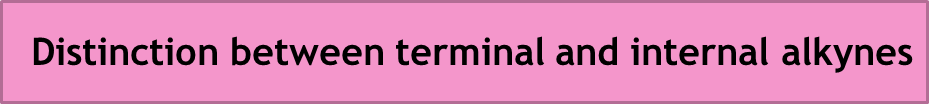 Distinction between terminal and internal alkynes